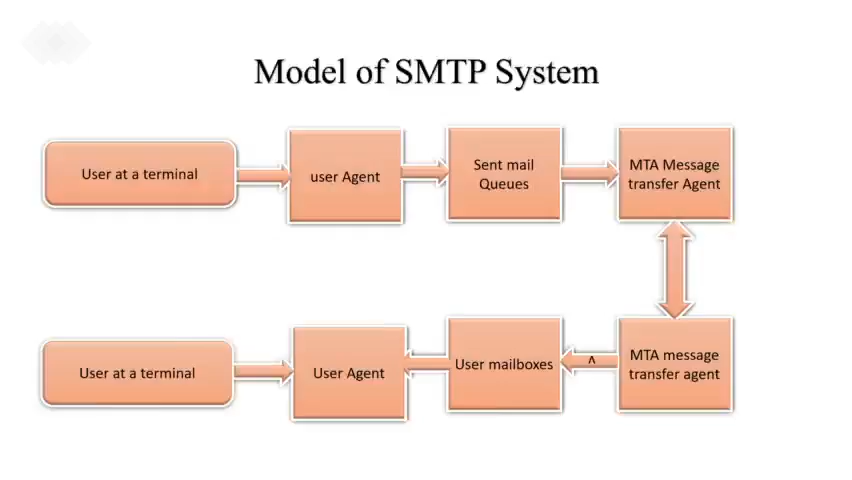 Model of SMTP System
User at a terminal
user Agent
Sent mail
Queues
MTA Message
transfer Agent
User at a terminal
User Agent
User mailboxes
^
MTA message
transfer agent